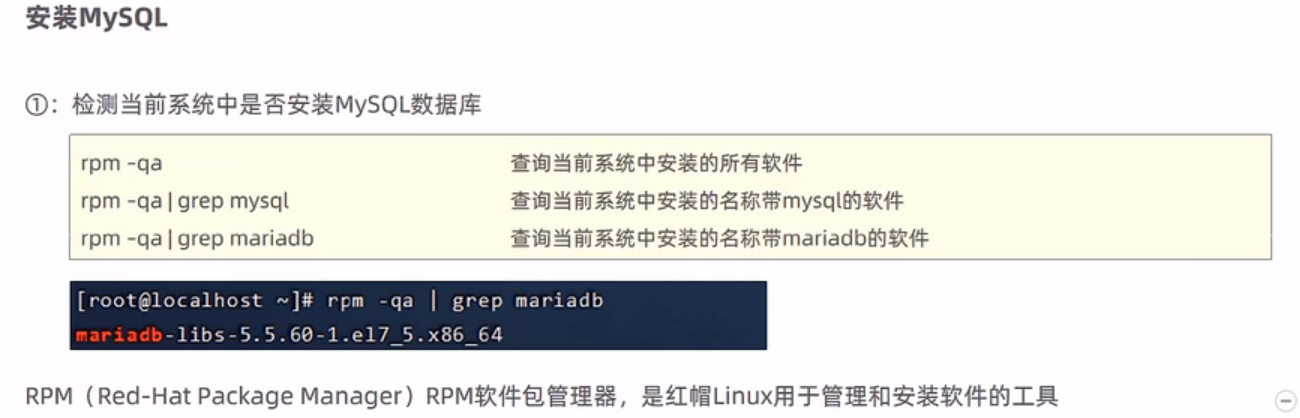 安装MySQL
①：检测当前系统中是否安装MySQL数据库
rpm -qa 查询当前系统中安装的所有软件
rpm -qa|grep mysql 查询当前系统中安装的名称带mysql的软件
rpm -qa|grep mariadb 查询当前系统中安装的名称带mariadb的软件
[root@localhost ~]# rpm -qa | grep mariadb
mariadb-libs-5.5.60-1.el7_5.x86_64
RPM（Red-Hat Package Manager）RPM软件包管理器，是红帽Linux用于管理和安装软件的工具